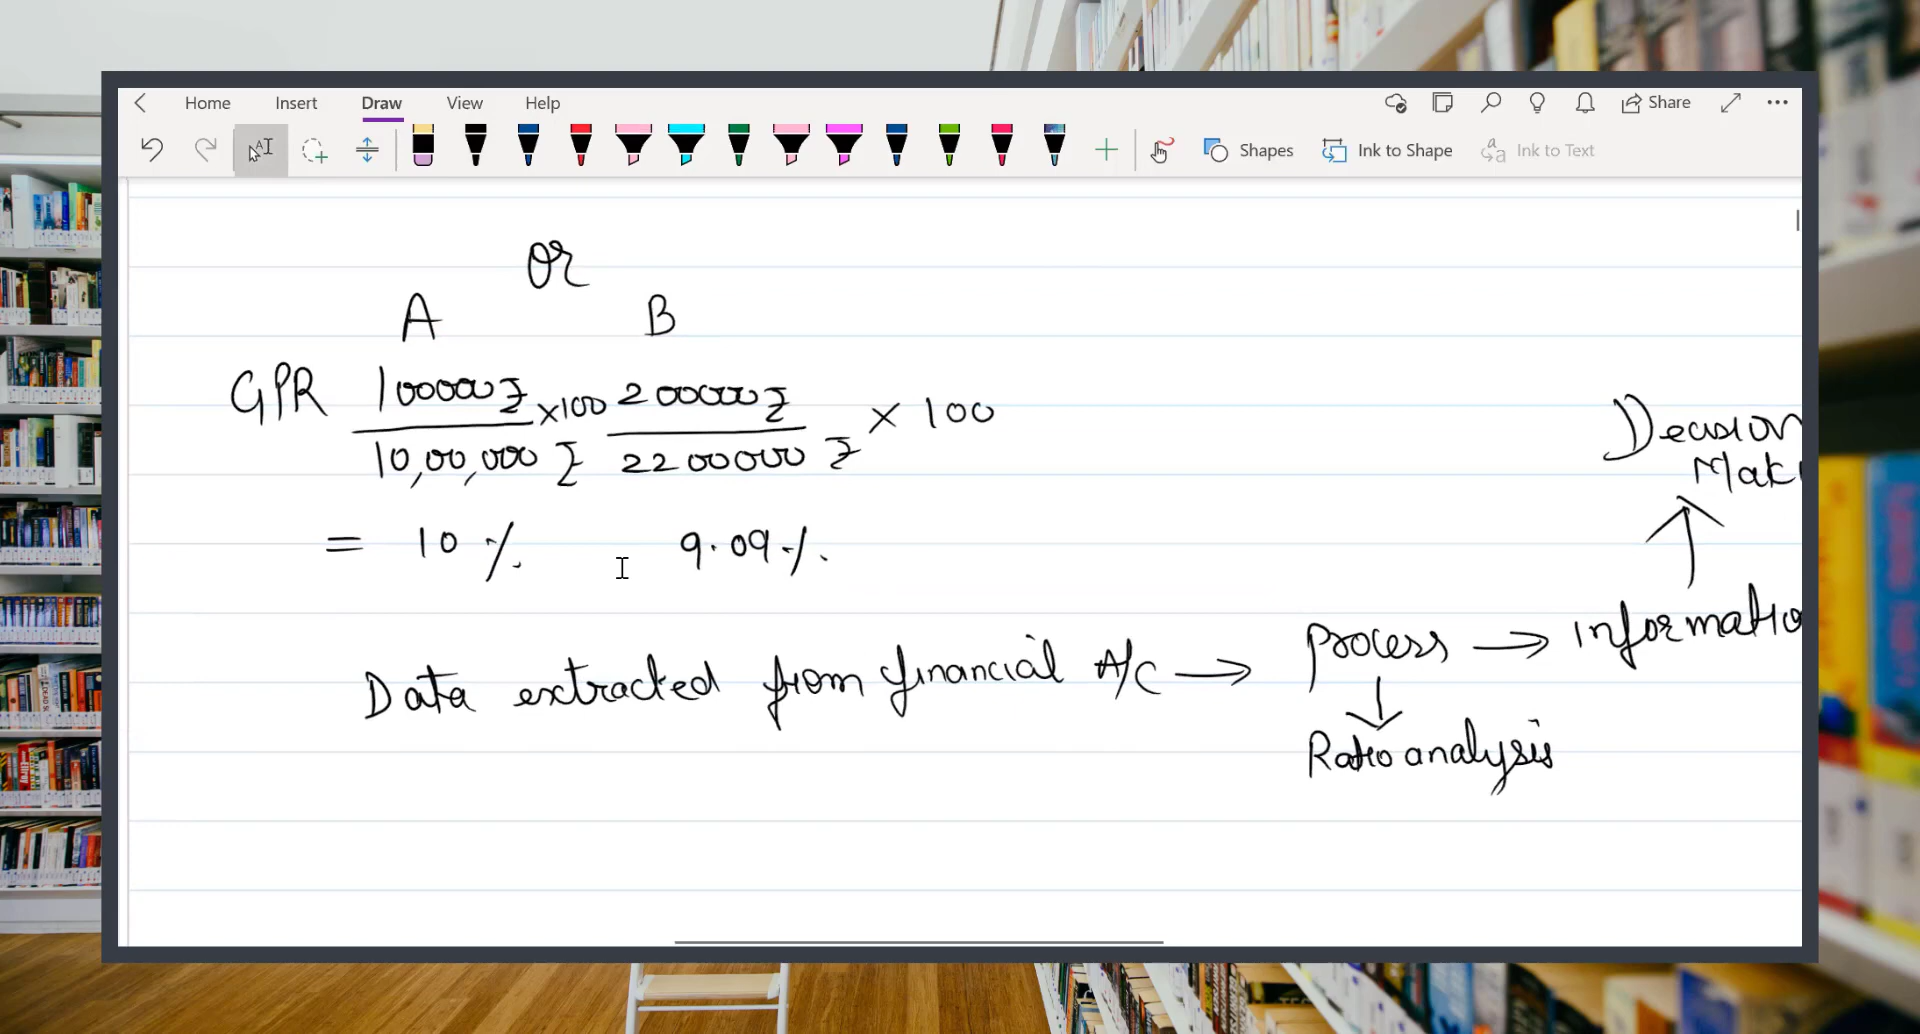 Home Insert Draw View Help Share
Shapes Ink to Shape Ink to Text
or
A B
GPR 100000 ₹ ×100 200000 ₹ × 100
10,00,000 ₹ 2200000 ₹
= 10 % 9.09 %
Decision
Mak
Data extracted from financial A/C → Process → Informatio
Ratio analysis